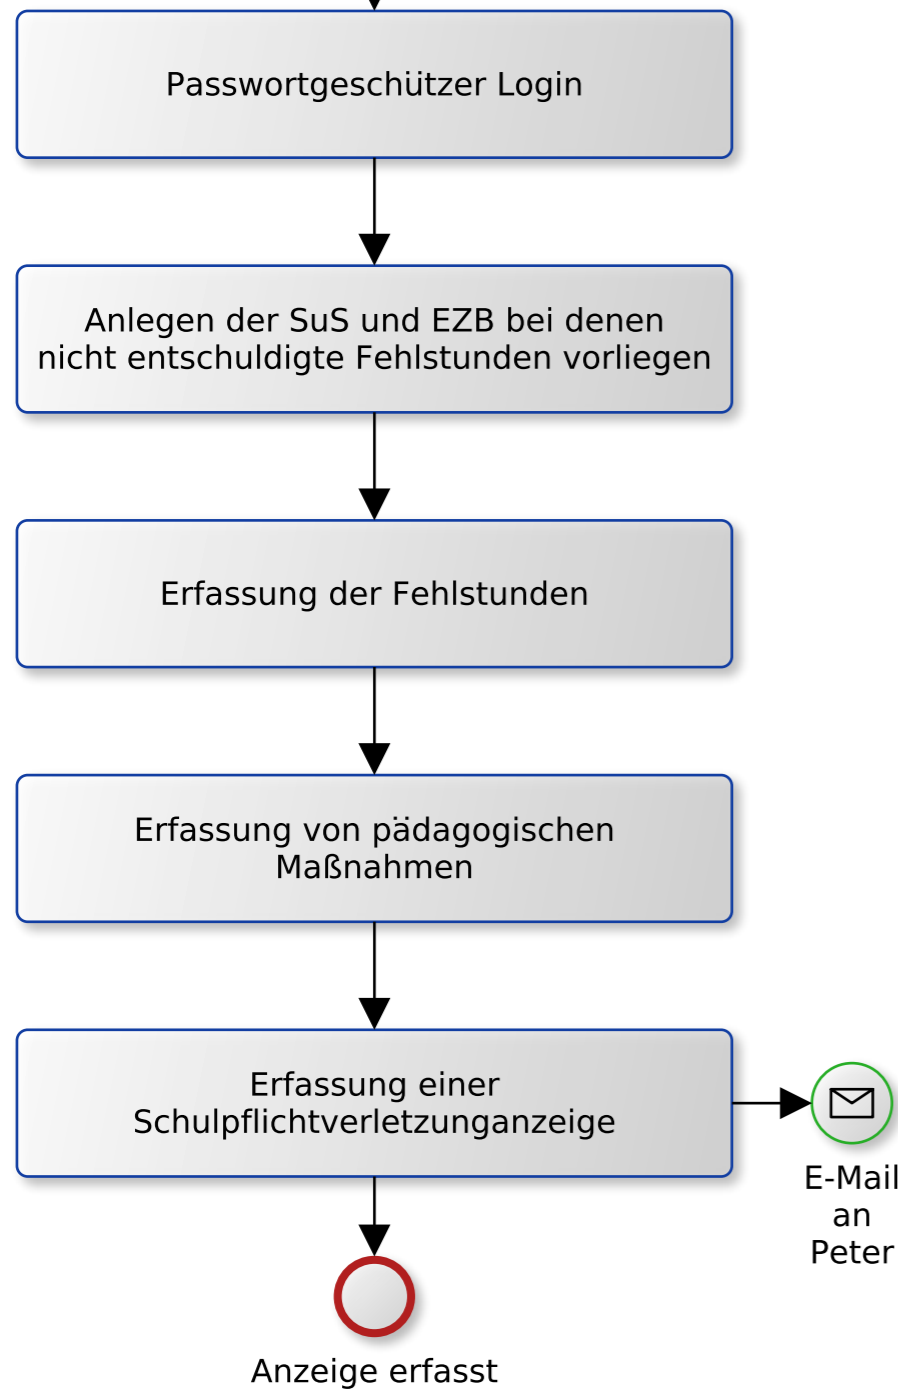 Passwortgeschützer Login
Anlegen der SuS und EZB bei denen
nicht entschuldigte Fehlstunden vorliegen
Erfassung der Fehlstunden
Erfassung von pädagogischen
Maßnahmen
Erfassung einer
Schulpflichtverletzunganzeige
E-Mail
an
Peter
Anzeige erfasst